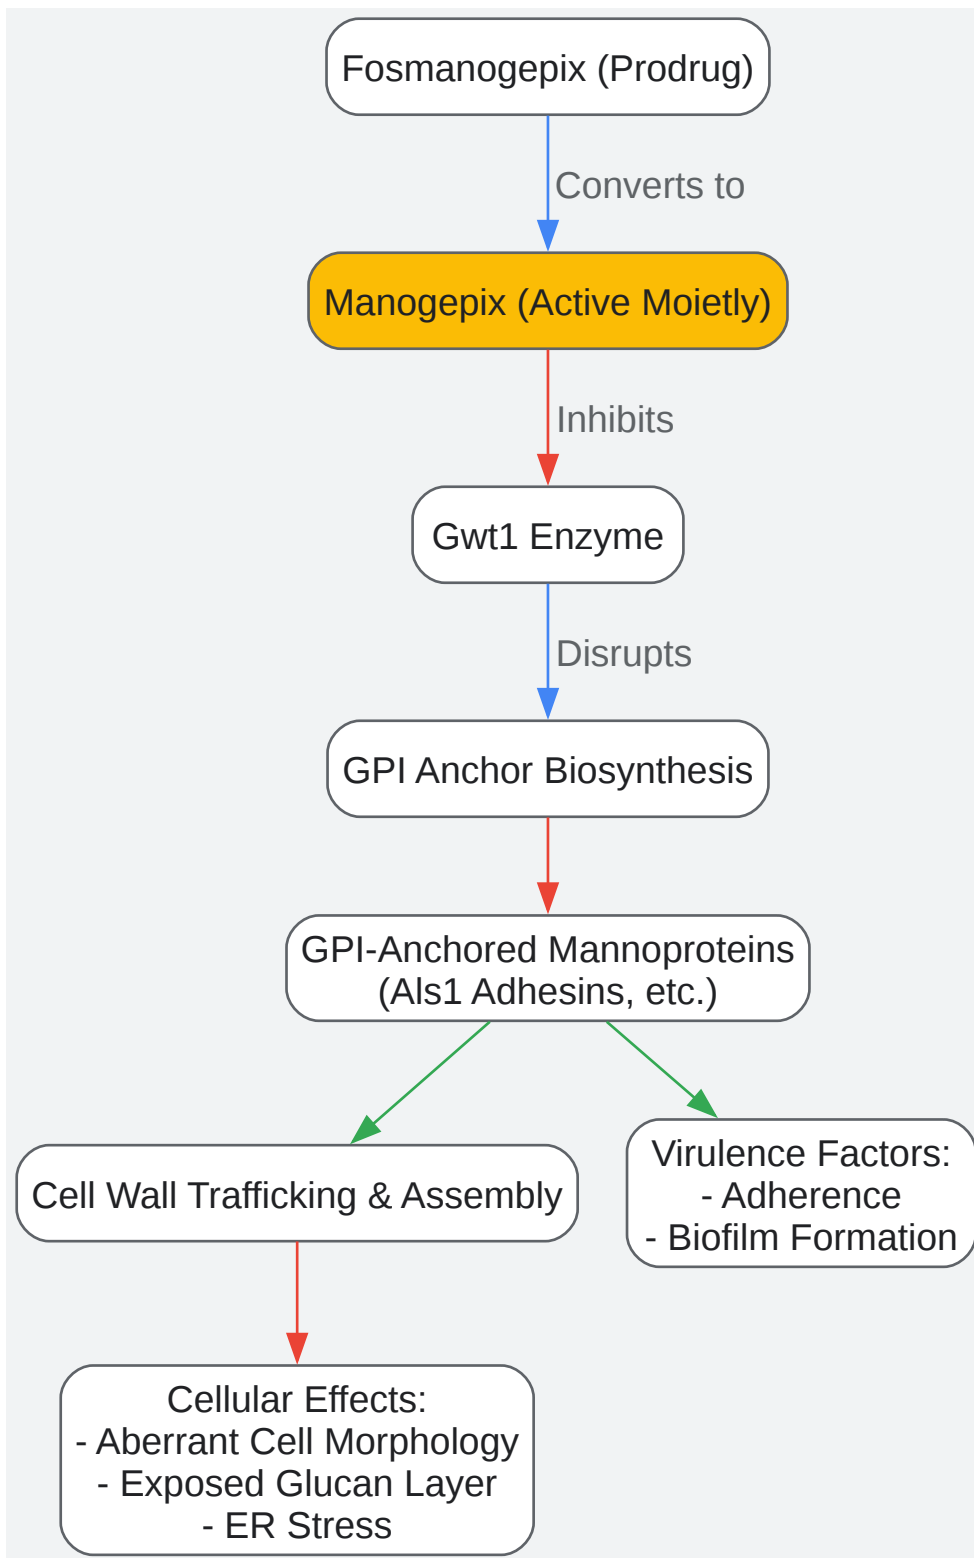 Fosmanogepix (Prodrug)
Converts to
Manogepix (Active Moietly)
Inhibits
Gwt1 Enzyme
Disrupts
GPI Anchor Biosynthesis
GPI-Anchored Mannoproteins
(Als1 Adhesins, etc.)
Cell Wall Trafficking & Assembly
Virulence Factors:
- Adherence
- Biofilm Formation
Cellular Effects:
- Aberrant Cell Morphology
- Exposed Glucan Layer
- ER Stress